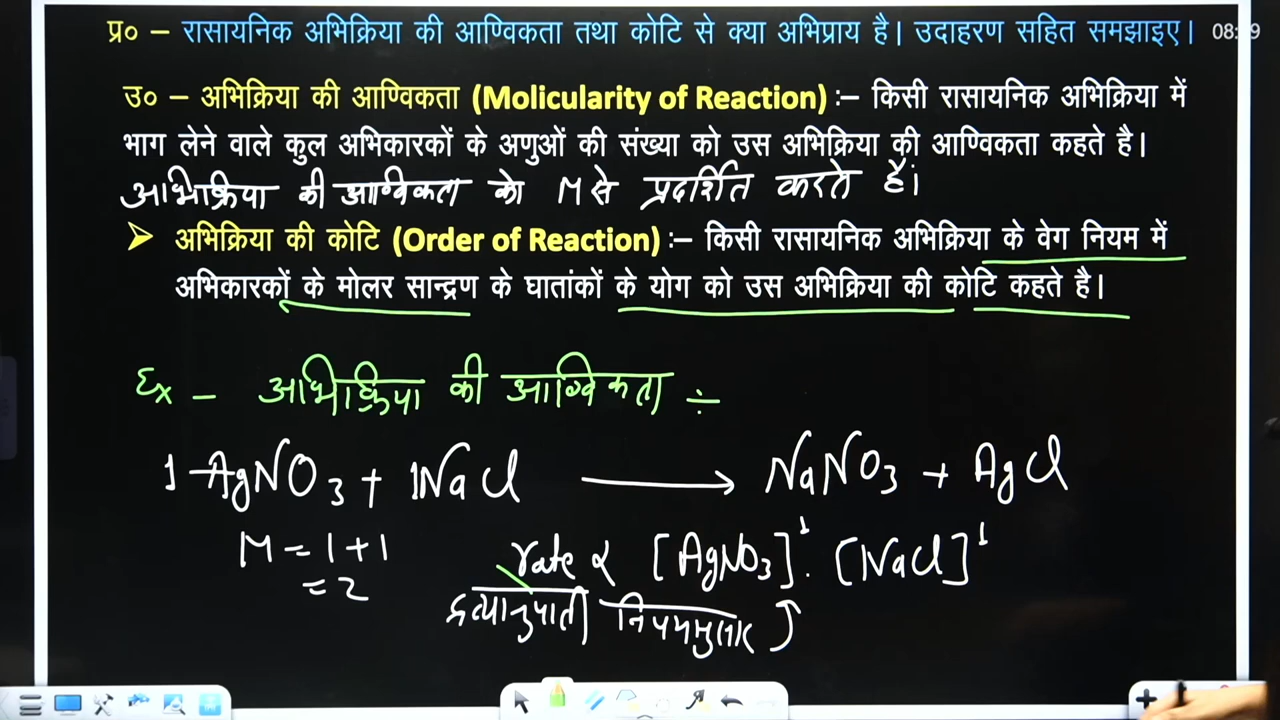 प्र० – रासायनिक अभिक्रिया की आण्विकता तथा कोटि से क्या अभिप्राय है। उदाहरण सहित समझाइए।
उ० – अभिक्रिया की आण्विकता (Molicularity of Reaction) :– किसी रासायनिक अभिक्रिया में
भाग लेने वाले कुल अभिकारकों के अणुओं की संख्या को उस अभिक्रिया की आण्विकता कहते है।
अभिक्रिया की आण्विकता को M से प्रदर्शित करते हैं।
➤ अभिक्रिया की कोटि (Order of Reaction) :– किसी रासायनिक अभिक्रिया के वेग नियम में
अभिकारकों के मोलर सान्द्रण के घातांकों के योग को उस अभिक्रिया की कोटि कहते है।
Ex – अभिक्रिया की आण्विकता ÷
1 AgNO₃ + 1NaCl ⟶ NaNO₃ + AgCl
M = 1 + 1
= 2
rate ∝ [AgNO₃]¹ . [NaCl]¹